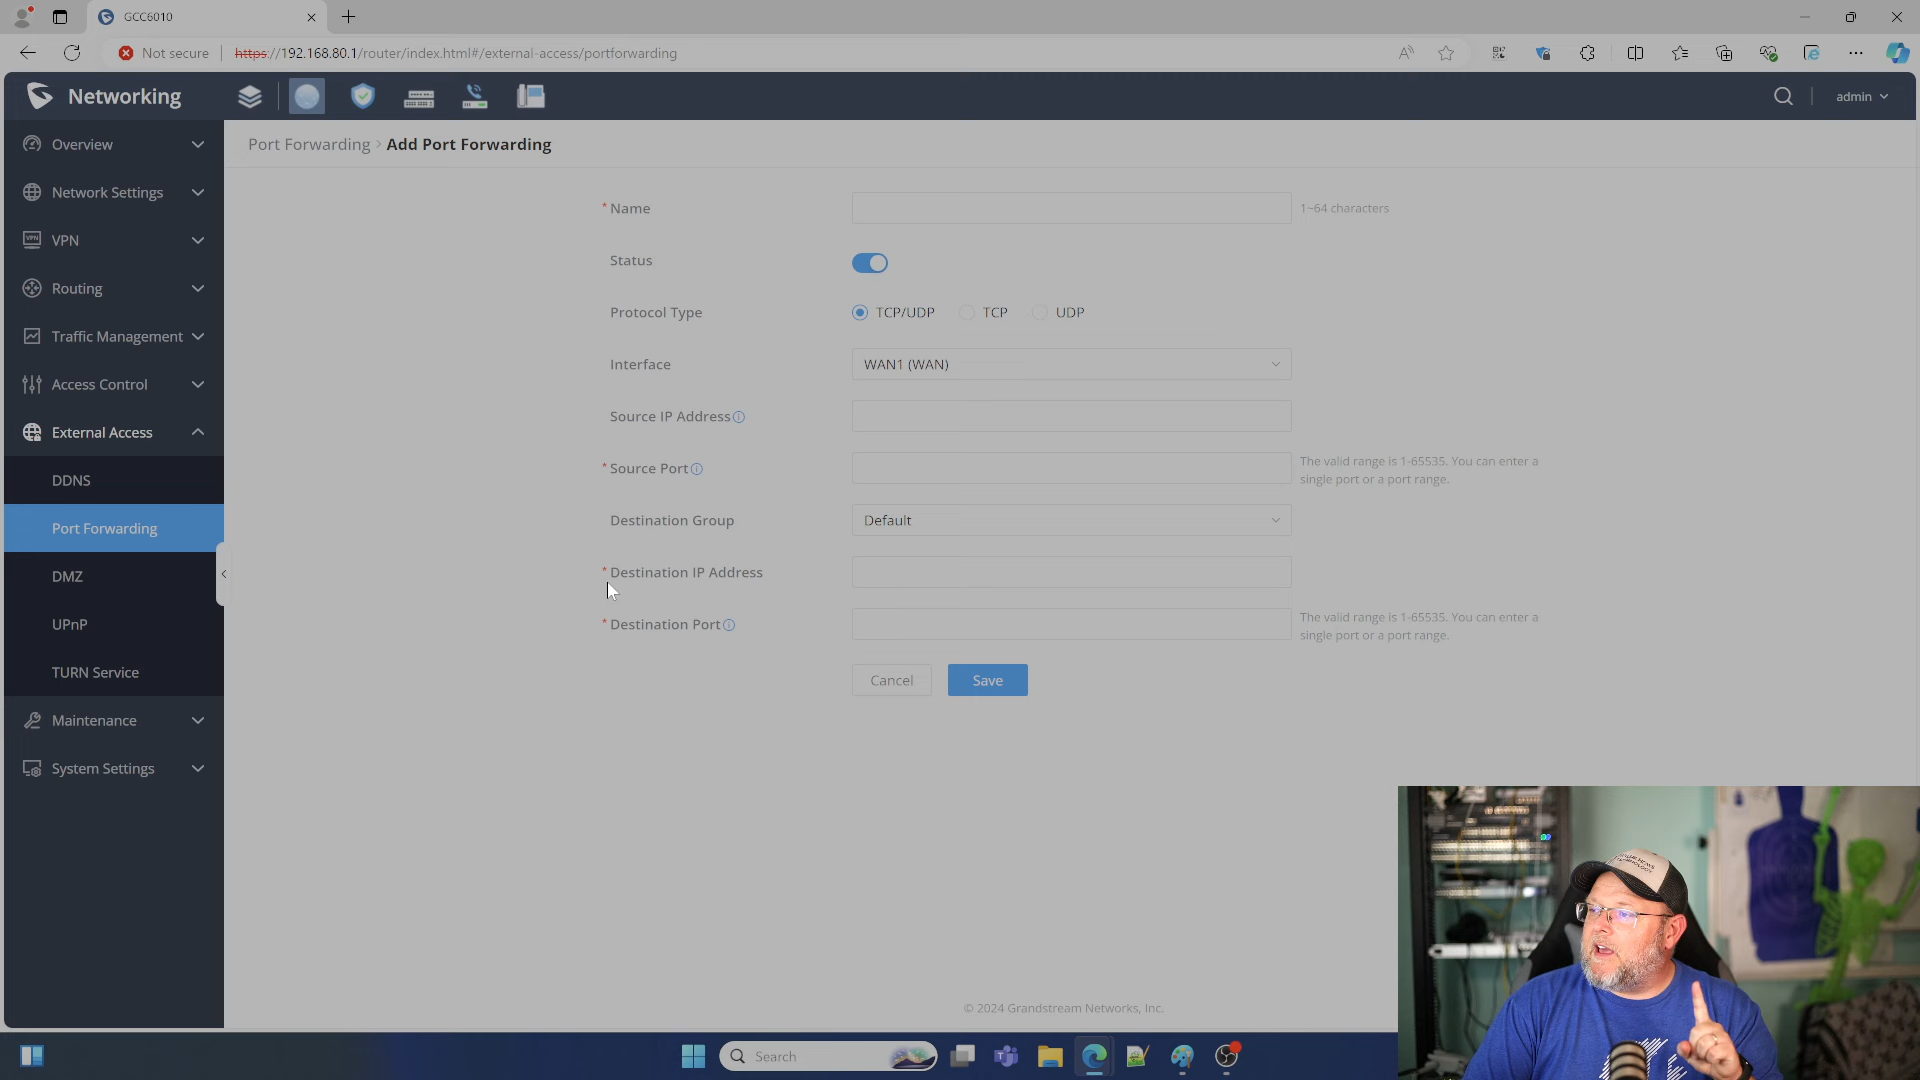 GCC6010
Not secure
https://192.168.80.1/router/index.html#/external-access/portforwarding
Networking
admin
Overview
Network Settings
VPN
Routing
Traffic Management
Access Control
External Access
DDNS
Port Forwarding
DMZ
UPnP
TURN Service
Maintenance
System Settings
Port Forwarding > Add Port Forwarding
* Name
1~64 characters
Status
Protocol Type
TCP/UDP TCP UDP
Interface
WAN1 (WAN)
Source IP Address
* Source Port
The valid range is 1-65535. You can enter a
single port or a port range.
Destination Group
Default
* Destination IP Address
* Destination Port
The valid range is 1-65535. You can enter a
single port or a port range.
Cancel
Save
© 2024 Grandstream Networks, Inc.
Search